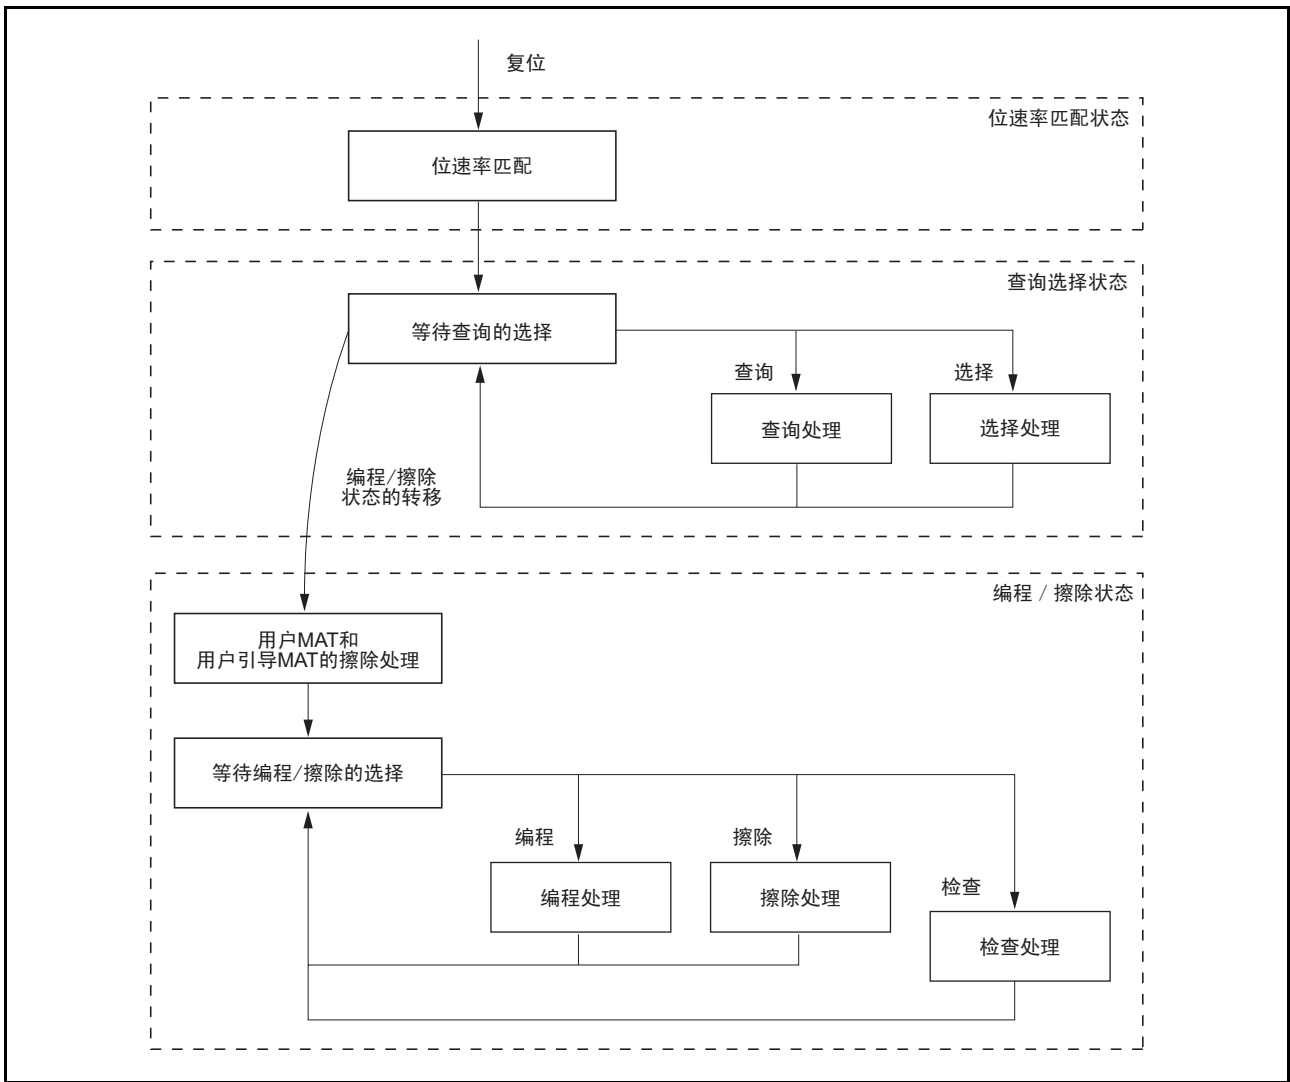 复位
位速率匹配状态
位速率匹配
查询选择状态
等待查询的选择
查询
选择
查询处理
选择处理
编程/擦除
状态的转移
编程 / 擦除状态
用户MAT和
用户引导MAT的擦除处理
等待编程/擦除的选择
编程
擦除
检查
编程处理
擦除处理
检查处理